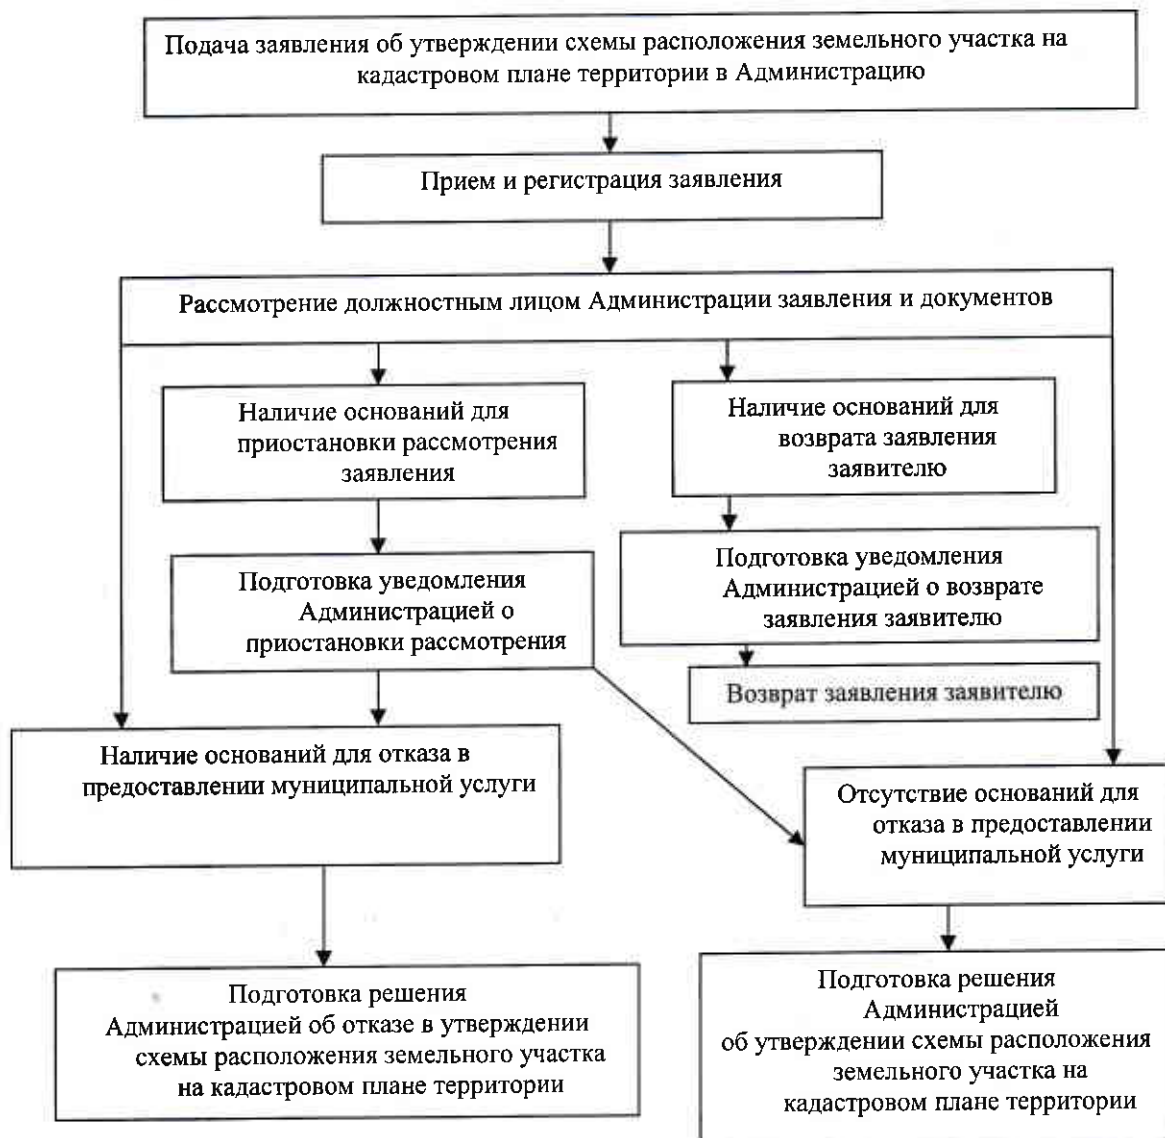 Подача заявления об утверждении схемы расположения земельного участка на
кадастровом плане территории в Администрацию
Прием и регистрация заявления
Рассмотрение должностным лицом Администрации заявления и документов
Наличие оснований для
приостановки рассмотрения
заявления
Наличие оснований для
возврата заявления
заявителю
Подготовка уведомления
Администрацией о
приостановки рассмотрения
Подготовка уведомления
Администрацией о возврате
заявления заявителю
Возврат заявления заявителю
Наличие оснований для отказа в
предоставлении муниципальной услуги
Отсутствие оснований для
отказа в предоставлении
муниципальной услуги
Подготовка решения
Администрацией об отказе в утверждении
схемы расположения земельного участка
на кадастровом плане территории
Подготовка решения
Администрацией
об утверждении схемы расположения
земельного участка на
кадастровом плане территории